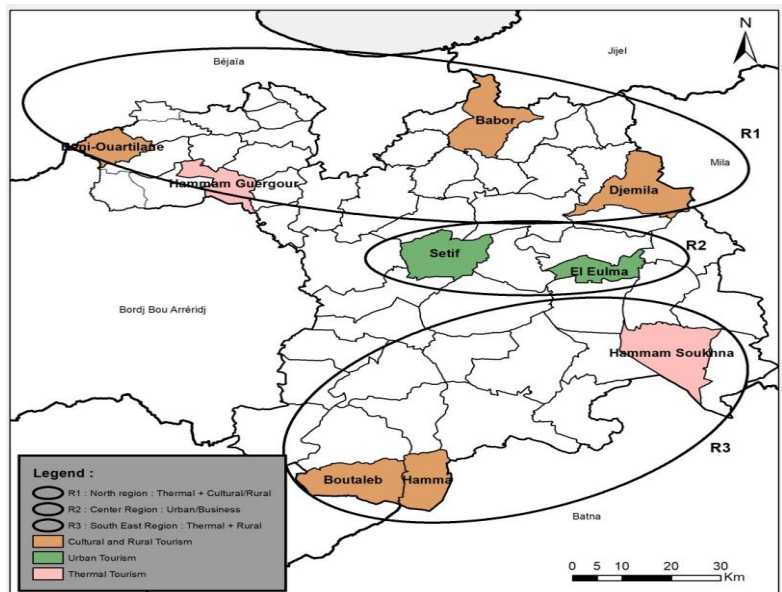 N
Béjaïa
Jijel
Babor
R1
Beni-Ouartilane
Mila
Hammam Guergour
Djemila
R2
Setif
El Eulma
Bordj Bou Arréridj
Hammam Soukhna
R3
Boutaleb
Hamma
Batna
Legend :
R1 : North region : Thermal + Cultural/Rural
R2 : Center Region : Urban/Business
R3 : South East Region : Thermal + Rural
Cultural and Rural Tourism
Urban Tourism
Thermal Tourism
0 5 10 20 30
Km